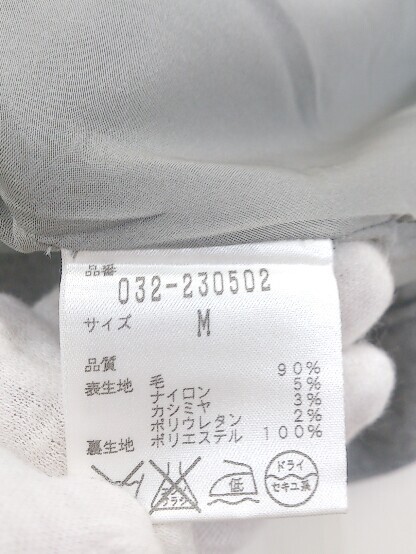 品番
032-230502
サイズ M
品質
表生地 毛 90%
ナイロン 5%
カシミヤ 3%
ポリウレタン 2%
裏生地 ポリエステル 100%
低
ドライ
セキユ系